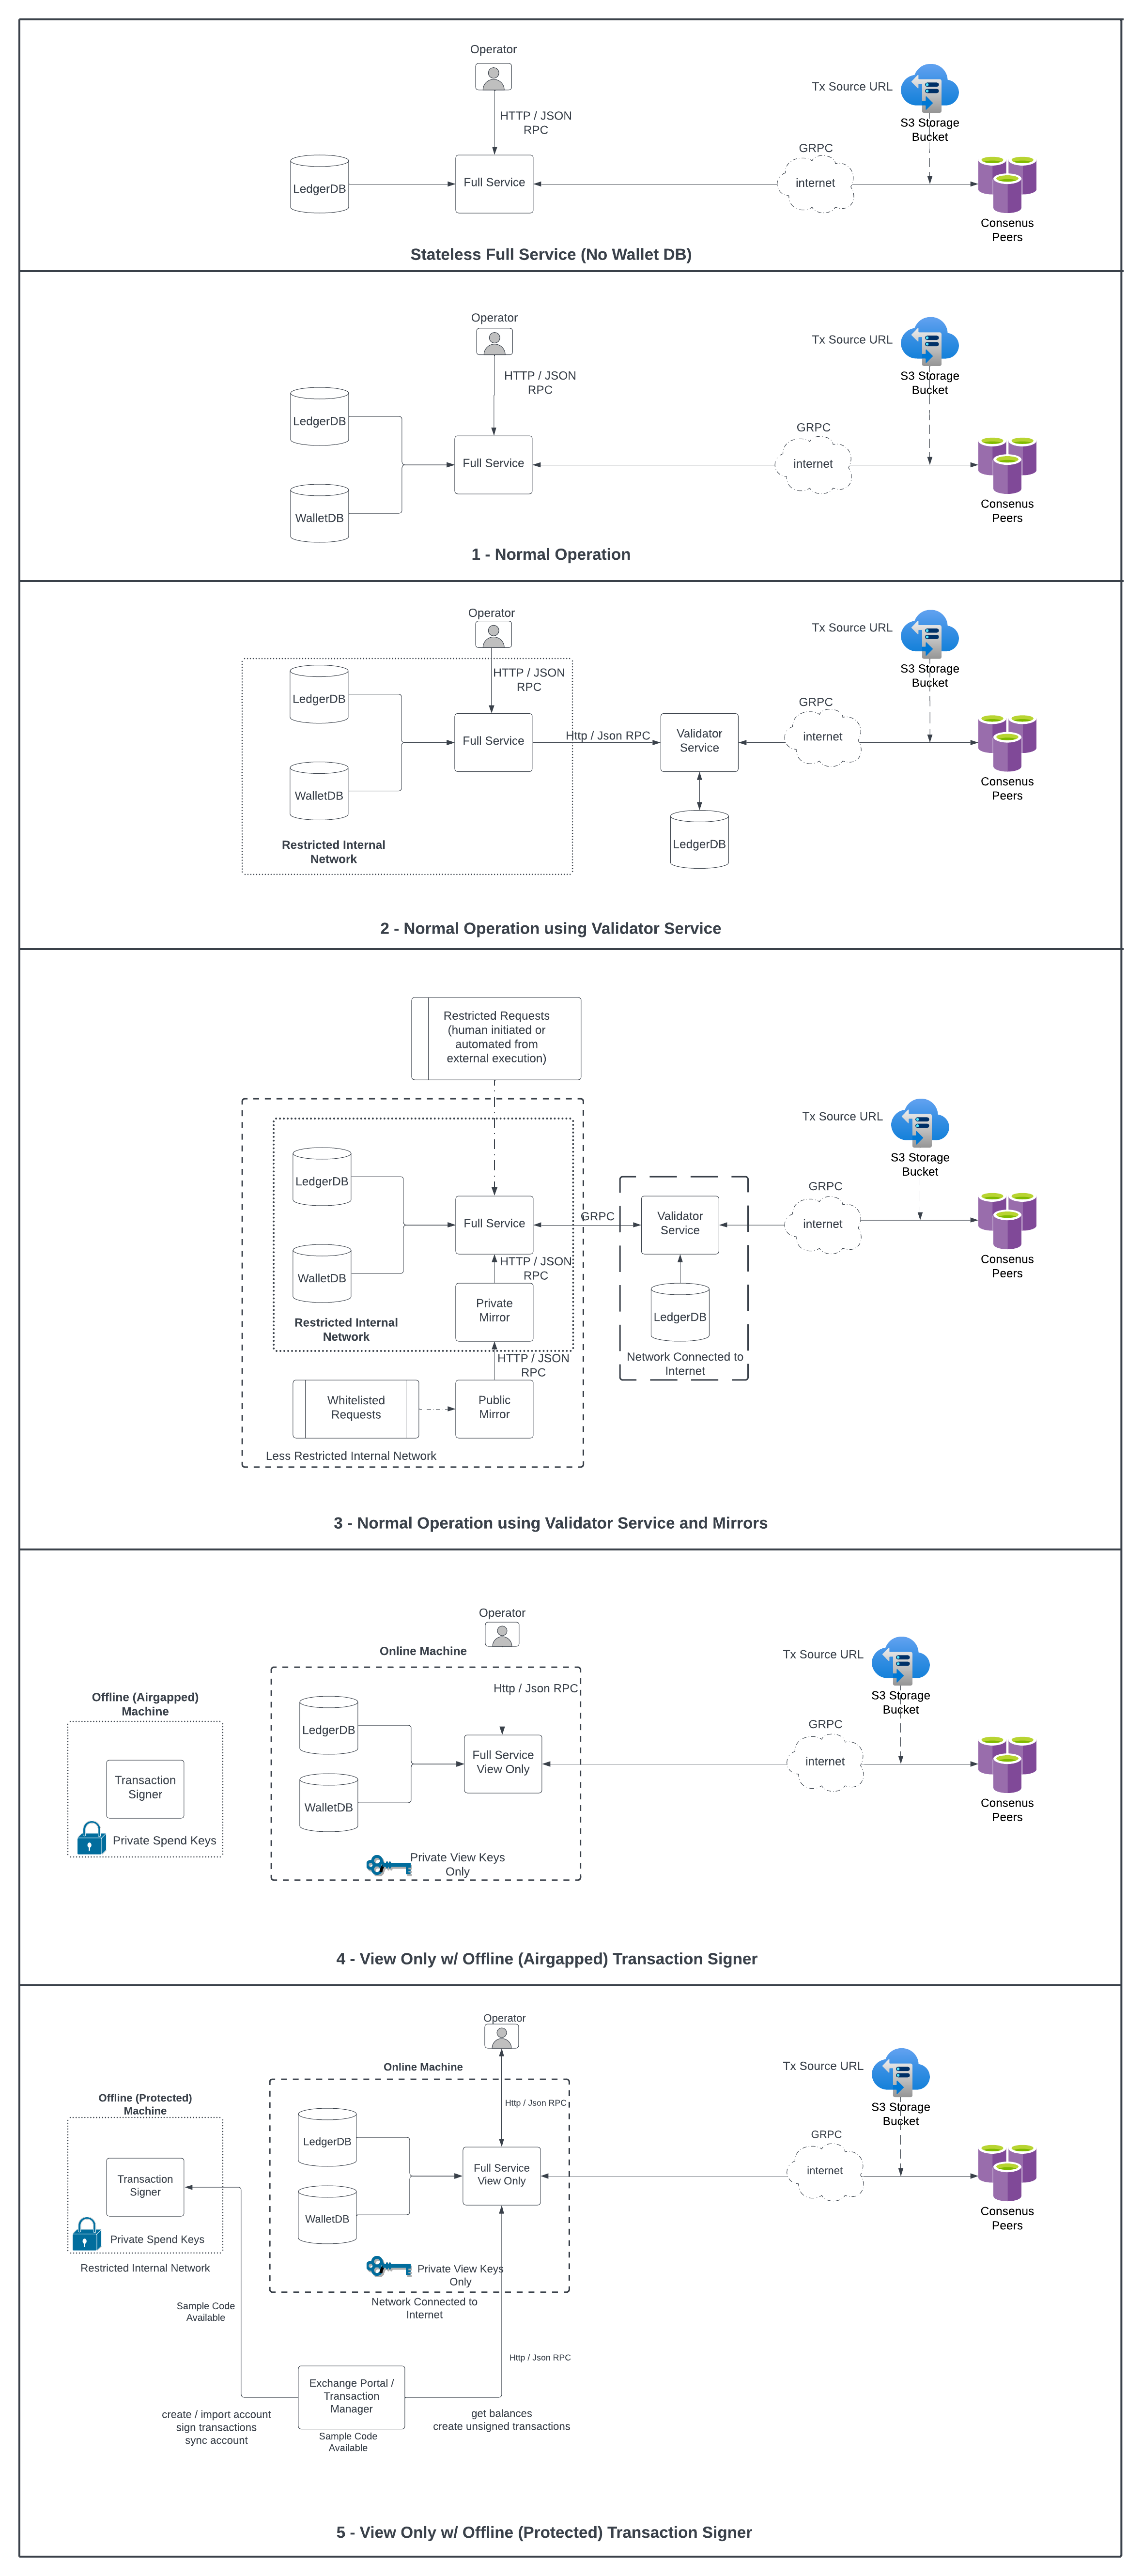 Operator
Tx Source URL
HTTP / JSON
RPC
S3 Storage
Bucket
GRPC
LedgerDB
Full Service
internet
Consenus
Peers
Stateless Full Service (No Wallet DB)
Operator
Tx Source URL
HTTP / JSON
RPC
S3 Storage
Bucket
LedgerDB
GRPC
Full Service
internet
WalletDB
Consenus
Peers
1 - Normal Operation
Operator
Tx Source URL
HTTP / JSON
RPC
S3 Storage
Bucket
LedgerDB
GRPC
Full Service
Http / Json RPC
Validator
Service
internet
WalletDB
Consenus
Peers
LedgerDB
Restricted Internal
Network
2 - Normal Operation using Validator Service
Restricted Requests
(human initiated or
automated from
external execution)
Tx Source URL
S3 Storage
Bucket
LedgerDB
GRPC
Full Service
GRPC
Validator
Service
internet
WalletDB
HTTP / JSON
RPC
Consenus
Peers
Private
Mirror
LedgerDB
Restricted Internal
Network
HTTP / JSON
RPC
Network Connected to
Internet
Whitelisted
Requests
Public
Mirror
Less Restricted Internal Network
3 - Normal Operation using Validator Service and Mirrors
Operator
Online Machine
Tx Source URL
Http / Json RPC
S3 Storage
Bucket
Offline (Airgapped)
Machine
LedgerDB
GRPC
Full Service
View Only
internet
Transaction
Signer
WalletDB
Consenus
Peers
Private Spend Keys
Private View Keys
Only
4 - View Only w/ Offline (Airgapped) Transaction Signer
Operator
Online Machine
Tx Source URL
Offline (Protected)
Machine
Http / Json RPC
S3 Storage
Bucket
LedgerDB
GRPC
Full Service
View Only
internet
Transaction
Signer
WalletDB
Consenus
Peers
Private Spend Keys
Restricted Internal Network
Private View Keys
Only
Network Connected to
Internet
Sample Code
Available
Http / Json RPC
Exchange Portal /
Transaction
Manager
create / import account
sign transactions
sync account
get balances
create unsigned transactions
Sample Code
Available
5 - View Only w/ Offline (Protected) Transaction Signer